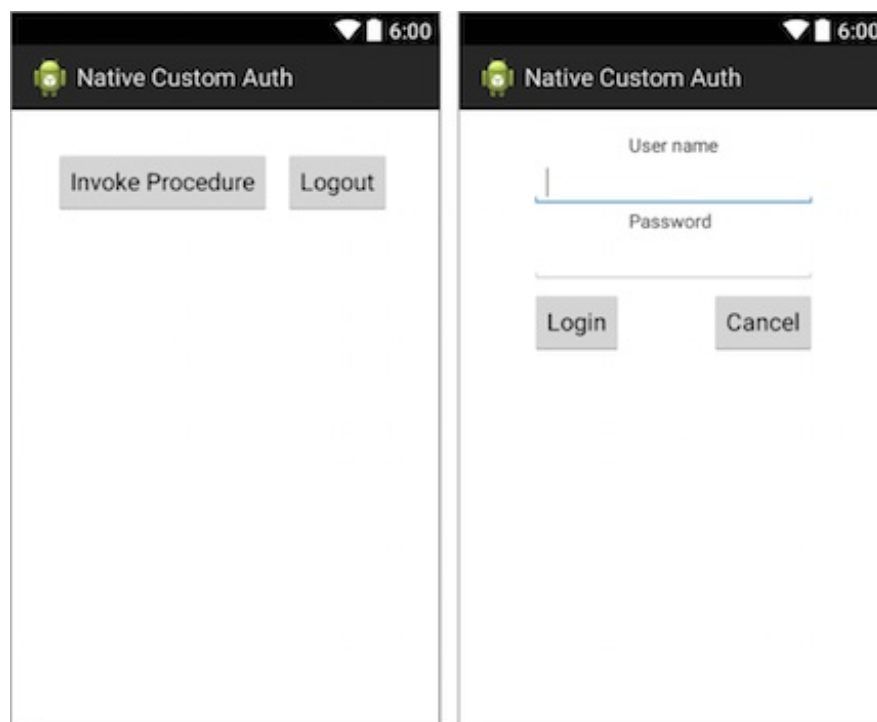 6:00
Native Custom Auth
Invoke Procedure Logout
6:00
Native Custom Auth
User name
Password
Login Cancel